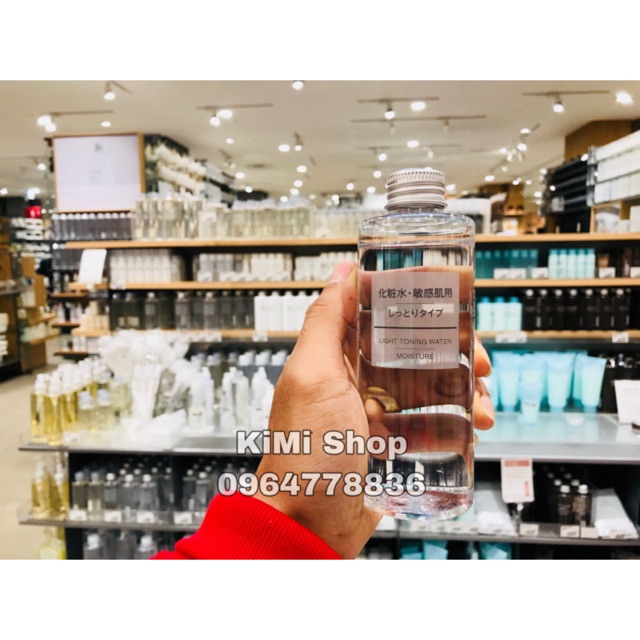 化粧水・敏感肌用
しっとりタイプ
LIGHT TONING WATER
MOISTURE
KiMi Shop
0964778836